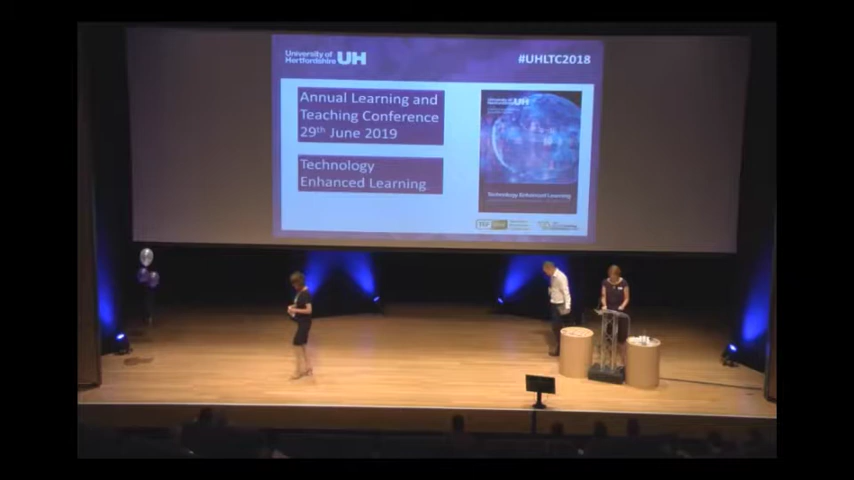 University of
Hertfordshire UH
#UHLTC2018
Annual Learning and
Teaching Conference
29th June 2019
Technology
Enhanced Learning
UH
Technology Enhanced Learning